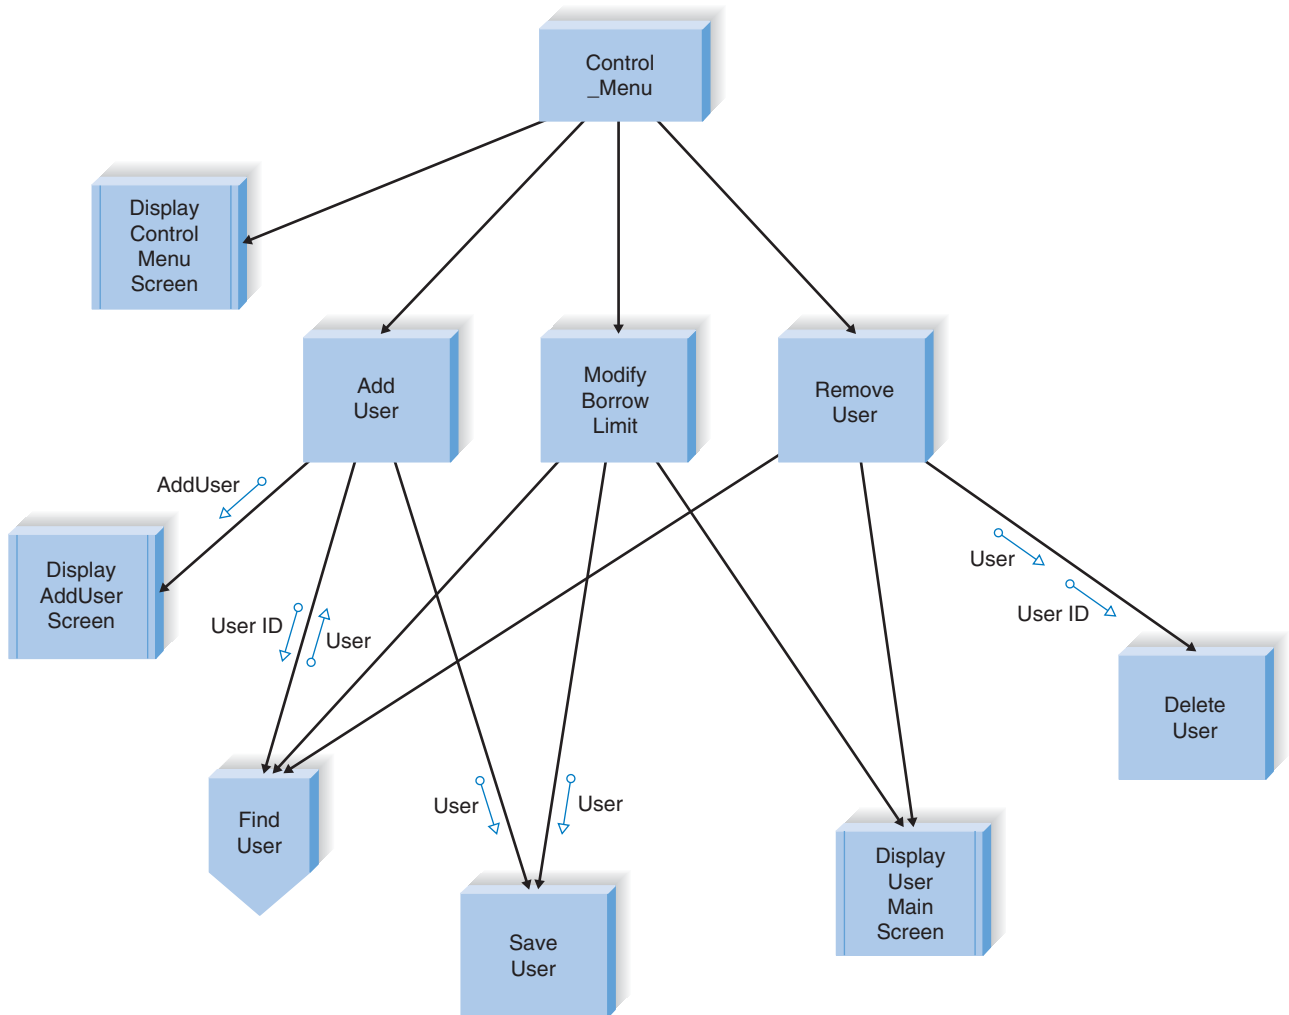 Control
_Menu
Display
Control
Menu
Screen
Add
User
Modify
Borrow
Limit
Remove
User
AddUser
Display
AddUser
Screen
User ID
User
User
User ID
Delete
User
Find
User
User
User
Save
User
Display
User
Main
Screen